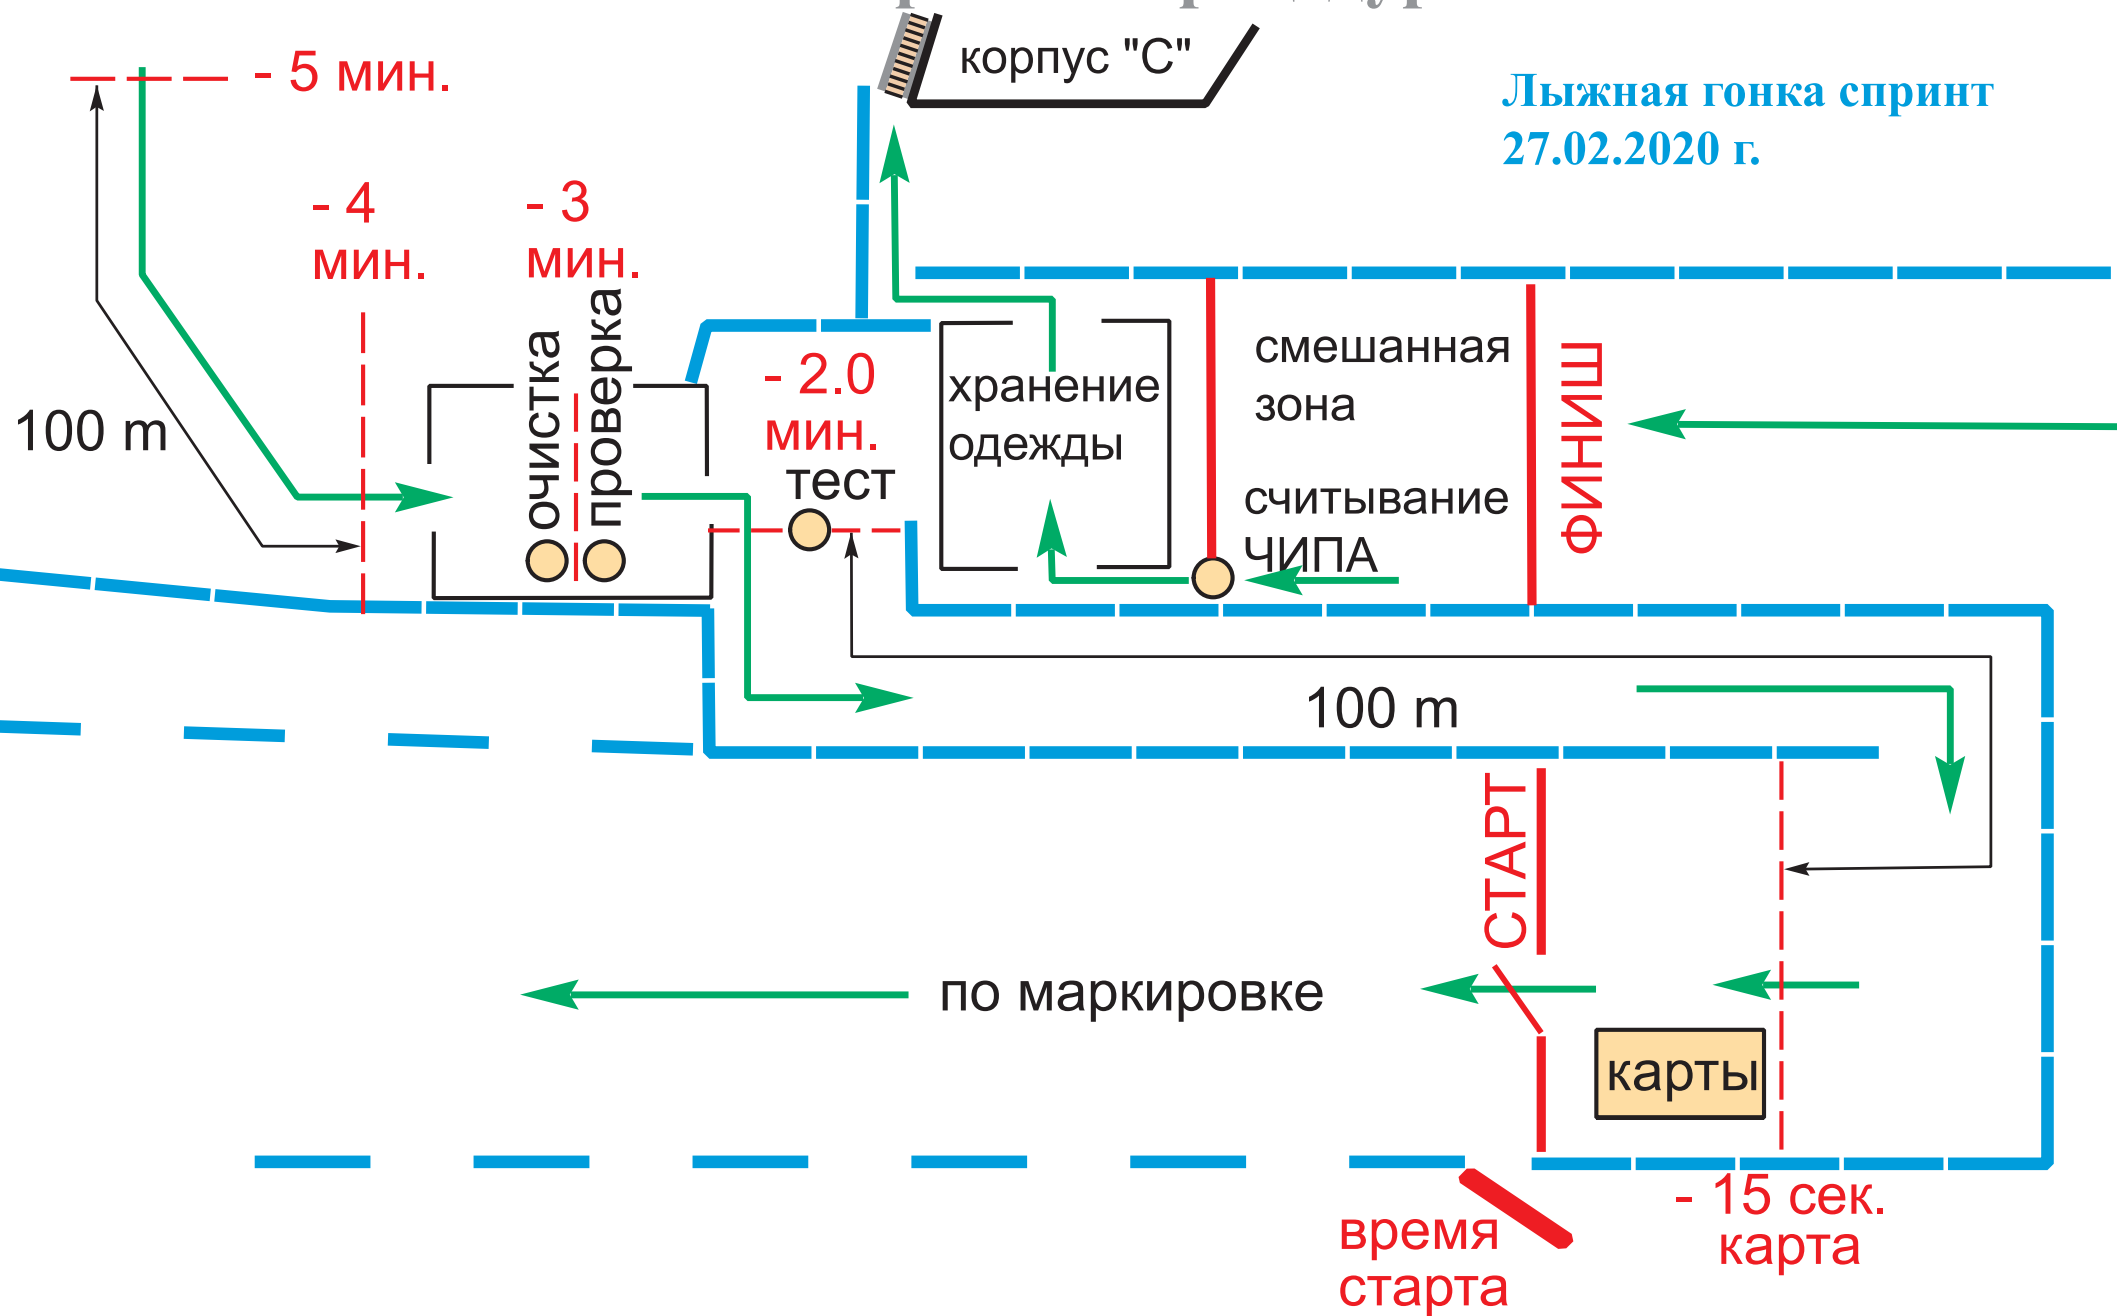 корпус "С"
Лыжная гонка спринт
27.02.2020 г.
- 5 мин.
- 4
мин.
- 3
мин.
100 m
очистка
проверка
- 2.0
мин.
тест
хранение
одежды
смешанная
зона
считывание
ЧИПА
ФИНИШ
100 m
СТАРТ
по маркировке
карты
- 15 сек.
карта
время
старта